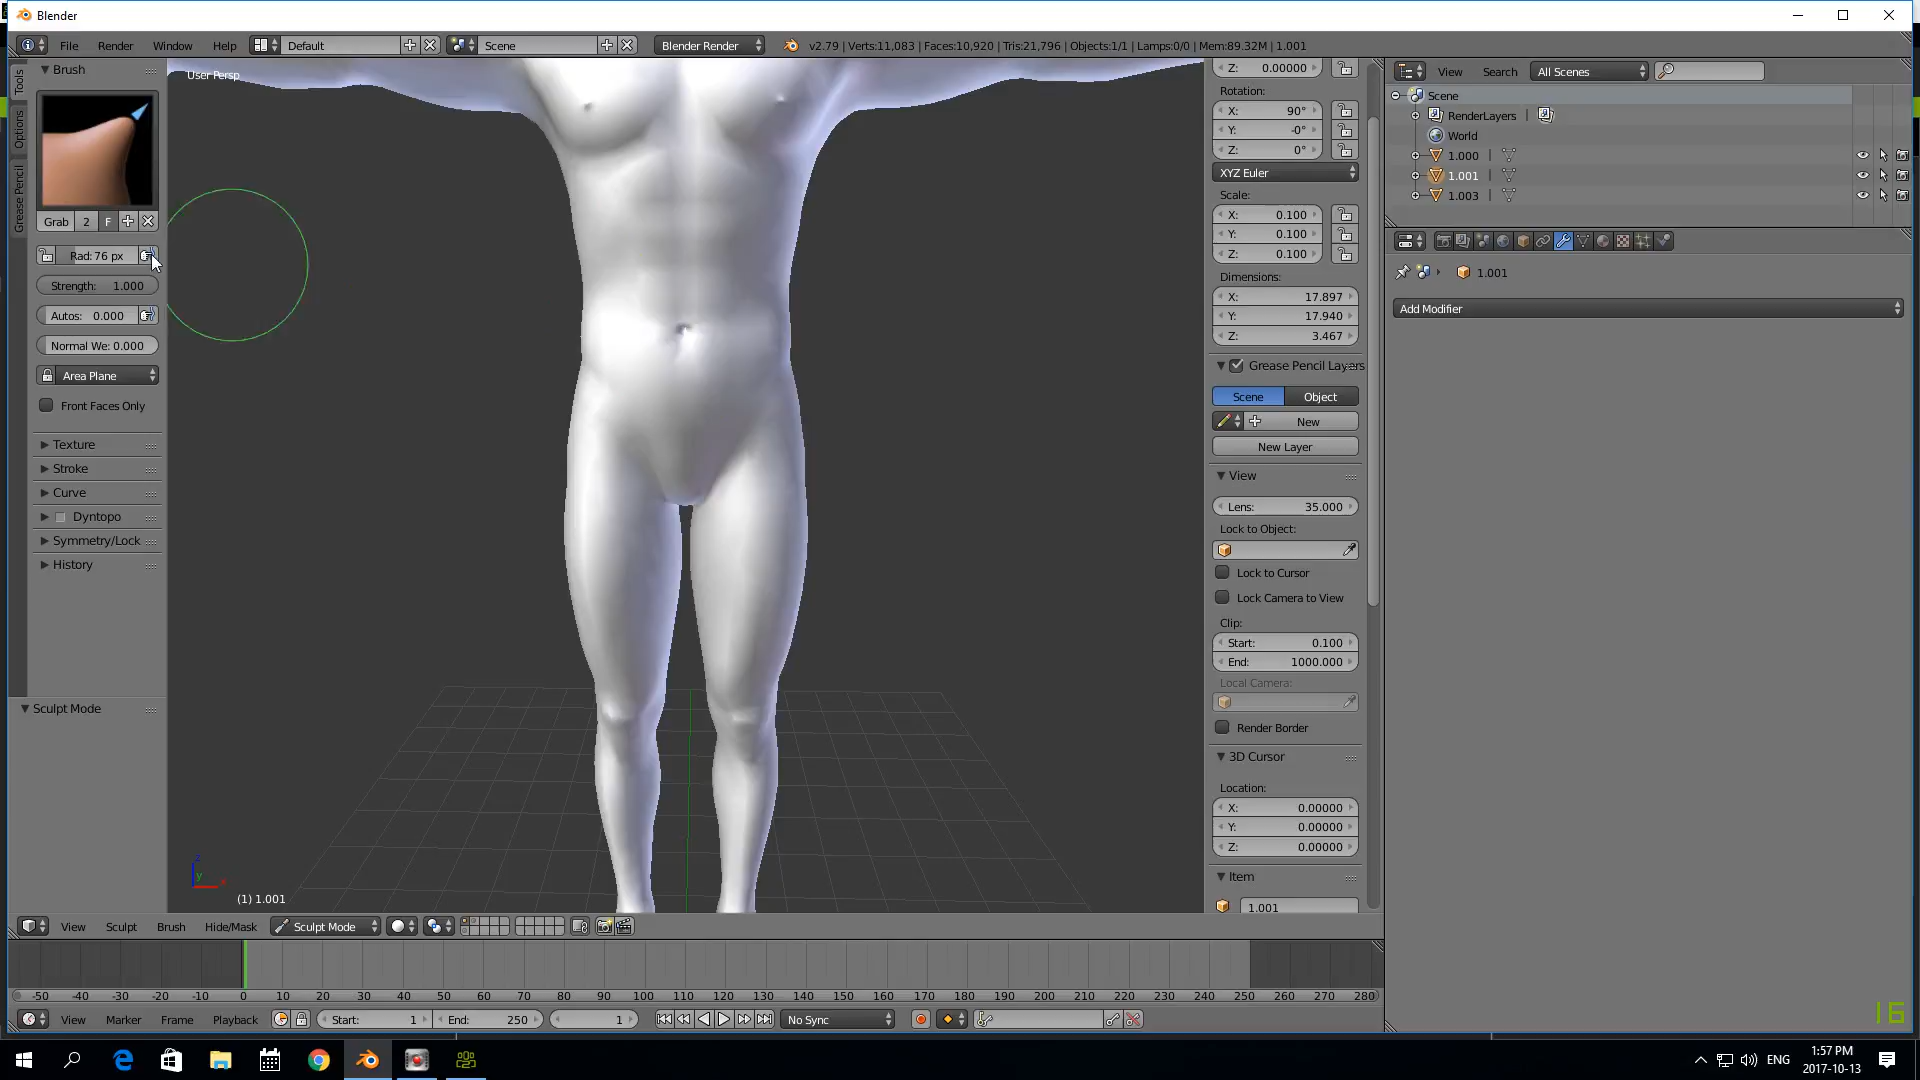 Blender
File Render Window Help Default Scene Blender Render v2.79 | Verts:11,083 | Faces:10,920 | Tris:21,796 | Objects:1/1 | Lamps:0/0 | Mem:89.32M | 1.001
Tools
Options
Grease Pencil
Brush
Grab 2 F
Rad: 76 px
Strength: 1.000
Autos: 0.000
Normal We: 0.000
Area Plane
Front Faces Only
Texture
Stroke
Curve
Dyntopo
Symmetry/Lock
History
Sculpt Mode
User Persp
z
y
x
(1) 1.001
Z: 0.00000
Rotation:
X: 90°
Y: -0°
Z: 0°
XYZ Euler
Scale:
X: 0.100
Y: 0.100
Z: 0.100
Dimensions:
X: 17.897
Y: 17.940
Z: 3.467
Grease Pencil Layers
Scene Object
New
New Layer
View
Lens: 35.000
Lock to Object:
Lock to Cursor
Lock Camera to View
Clip:
Start: 0.100
End: 1000.000
Local Camera:
Render Border
3D Cursor
Location:
X: 0.00000
Y: 0.00000
Z: 0.00000
Item
1.001
View Search All Scenes
Scene
RenderLayers |
World
1.000 |
1.001 |
1.003 |
1.001
Add Modifier
View Sculpt Brush Hide/Mask Sculpt Mode
-50 -40 -30 -20 -10 0 10 20 30 40 50 60 70 80 90 100 110 120 130 140 150 160 170 180 190 200 210 220 230 240 250 260 270 280
View Marker Frame Playback Start: 1 End: 250 1 No Sync
16
ENG
1:57 PM
2017-10-13